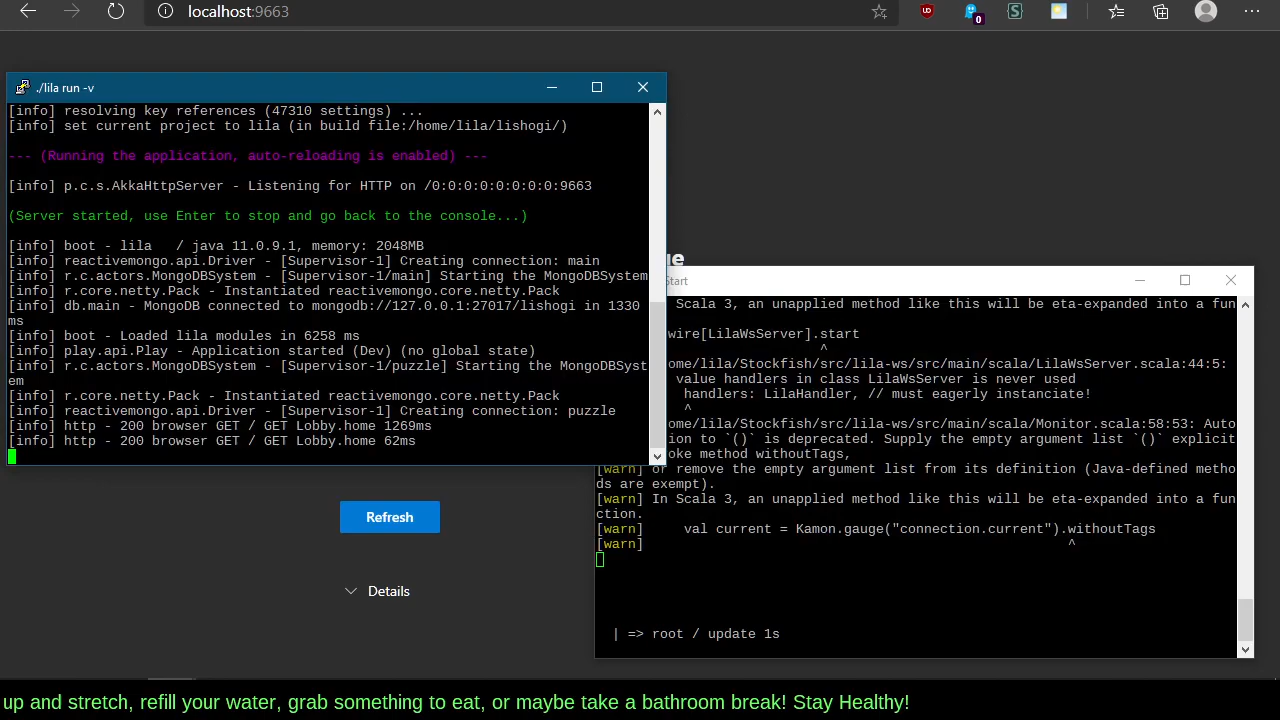 localhost:9663
0
./lila run -v
[info] resolving key references (47310 settings) ...
[info] set current project to lila (in build file:/home/lila/lishogi/)
--- (Running the application, auto-reloading is enabled) ---
[info] p.c.s.AkkaHttpServer - Listening for HTTP on /0:0:0:0:0:0:0:0:9663
(Server started, use Enter to stop and go back to the console...)
[info] boot - lila   / java 11.0.9.1, memory: 2048MB
[info] reactivemongo.api.Driver - [Supervisor-1] Creating connection: main
[info] r.c.actors.MongoDBSystem - [Supervisor-1/main] Starting the MongoDBSystem
[info] r.core.netty.Pack - Instantiated reactivemongo.core.netty.Pack
[info] db.main - MongoDB connected to mongodb://127.0.0.1:27017/lishogi in 1330
ms
[info] boot - Loaded lila modules in 6258 ms
[info] play.api.Play - Application started (Dev) (no global state)
[info] r.c.actors.MongoDBSystem - [Supervisor-1/puzzle] Starting the MongoDBSyst
em
[info] r.core.netty.Pack - Instantiated reactivemongo.core.netty.Pack
[info] reactivemongo.api.Driver - [Supervisor-1] Creating connection: puzzle
[info] http - 200 browser GET / GET Lobby.home 1269ms
[info] http - 200 browser GET / GET Lobby.home 62ms
ue
Start
Scala 3, an unapplied method like this will be eta-expanded into a fun
wire[LilaWsServer].start
^
ome/lila/Stockfish/src/lila-ws/src/main/scala/LilaWsServer.scala:44:5:
value handlers in class LilaWsServer is never used
handlers: LilaHandler, // must eagerly instanciate!
^
ome/lila/Stockfish/src/lila-ws/src/main/scala/Monitor.scala:58:53: Auto
ion to `()` is deprecated. Supply the empty argument list `()` explicit
oke method withoutTags,
[warn] or remove the empty argument list from its definition (Java-defined metho
ds are exempt).
[warn] In Scala 3, an unapplied method like this will be eta-expanded into a fun
ction.
[warn]     val current = Kamon.gauge("connection.current").withoutTags
[warn]                                                     ^
| => root / update 1s
Refresh
Details
up and stretch, refill your water, grab something to eat, or maybe take a bathroom break! Stay Healthy!